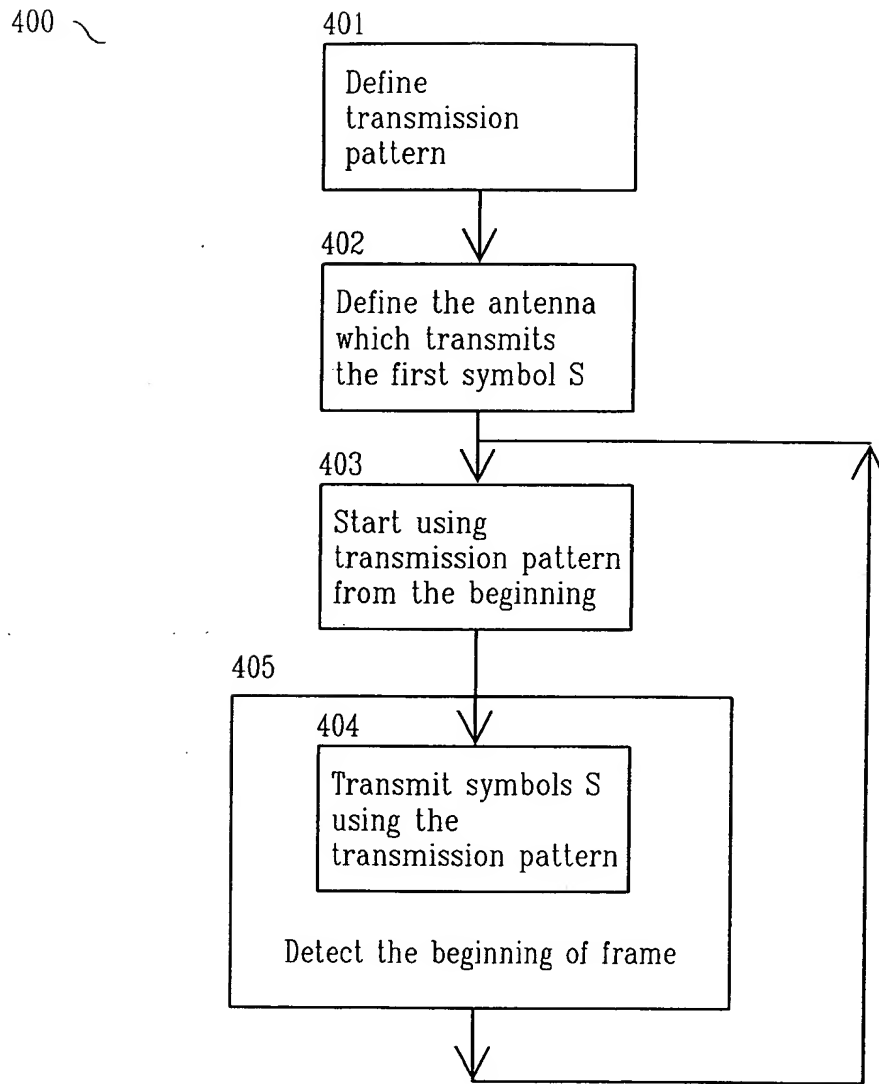 400
401
Define
transmission
pattern
402
Define the antenna
which transmits
the first symbol S
403
Start using
transmission pattern
from the beginning
405
404
Transmit symbols S
using the
transmission pattern
Detect the beginning of frame